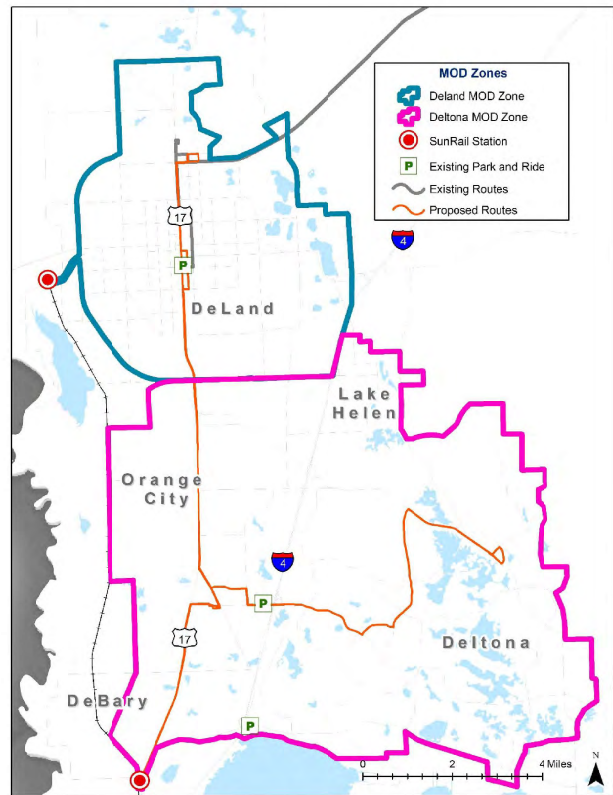 MOD Zones
Deland MOD Zone
Deltona MOD Zone
SunRail Station
P Existing Park and Ride
Existing Routes
Proposed Routes
17
4
P
DeLand
Lake
Helen
Orange
City
4
P
17
Deltona
DeBary
P
N
0 2 4 Miles